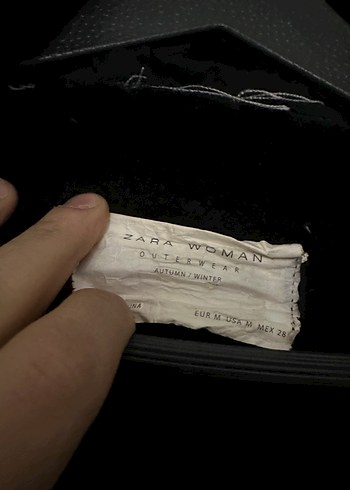 ZARA WOMAN
OUTERWEAR
AUTUMN / WINTER
EUR M USA M MEX 28